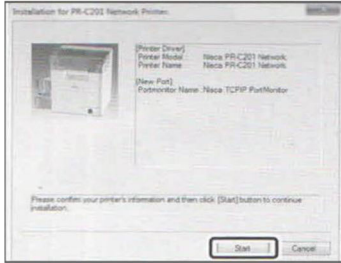 Installation for PR-C201 Network Printer.
[Printer Driver]
Printer Model : Nisca PR-C201 Network
Printer Name : Nisca PR-C201 Network
[New Port]
Portmonitor Name :Nisca TCPIP PortMonitor
Please confirm your printer's information and then click [Start] button to continue
installation.
Start
Cancel